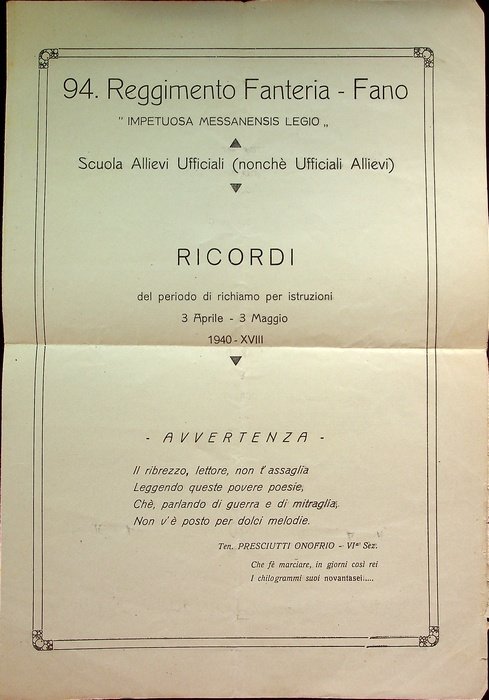 94. Reggimento Fanteria - Fano
" IMPETUOSA MESSANENSIS LEGIO „
Scuola Allievi Ufficiali (nonchè Ufficiali Allievi)
RICORDI
del periodo di richiamo per istruzioni
3 Aprile - 3 Maggio
1940 - XVIII
- AVVERTENZA -
Il ribrezzo, lettore, non t'assaglia
Leggendo queste povere poesie,
Chè, parlando di guerra e di mitraglia,
Non v'è posto per dolci melodie.
Ten. PRESCIUTTI ONOFRIO - VIª Sez.
Che fè marciare, in giorni così rei
I chilogrammi suoi novantasei.....